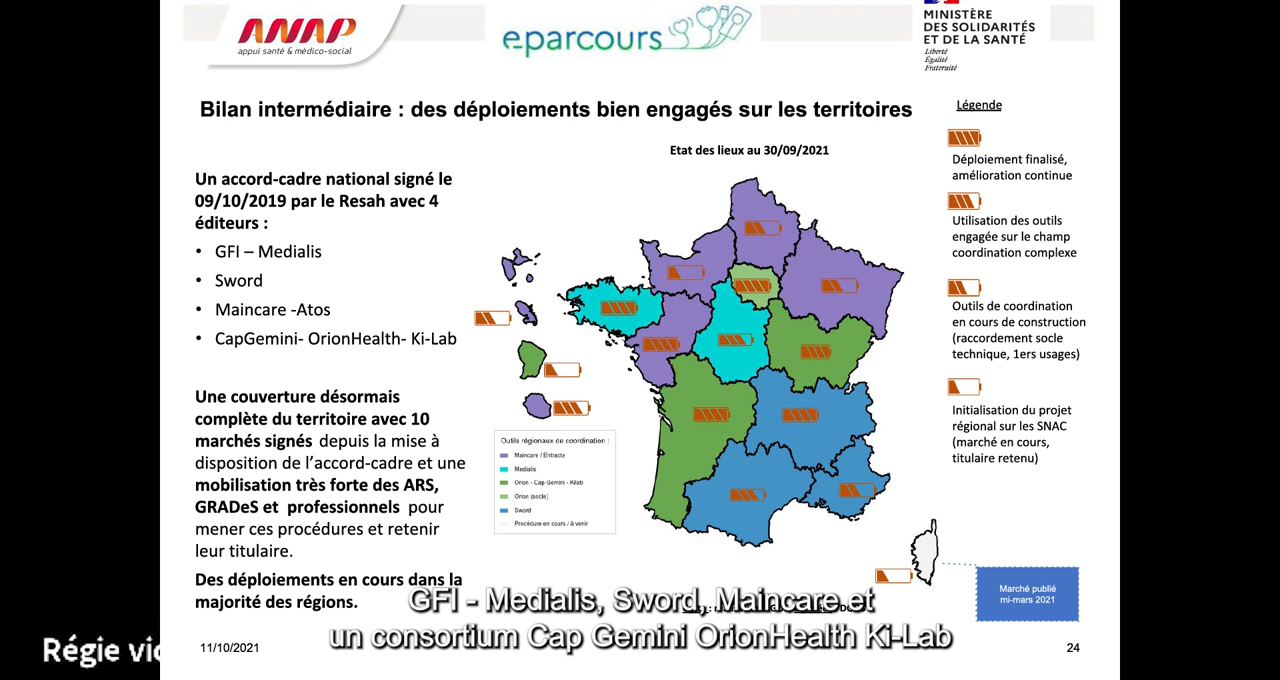 ANAP
appui santé & médico-social
eparcours
MINISTÈRE
DES SOLIDARITÉS
ET DE LA SANTÉ
Liberté
Égalité
Fraternité
Bilan intermédiaire : des déploiements bien engagés sur les territoires
Etat des lieux au 30/09/2021
Un accord-cadre national signé le
09/10/2019 par le Resah avec 4
éditeurs :
• GFI – Medialis
• Sword
• Maincare -Atos
• CapGemini- OrionHealth- Ki-Lab
Une couverture désormais
complète du territoire avec 10
marchés signés depuis la mise à
disposition de l'accord-cadre et une
mobilisation très forte des ARS,
GRADeS et professionnels pour
mener ces procédures et retenir
leur titulaire.
Des déploiements en cours dans la
majorité des régions.
Outils régionaux de coordination :
Maincare / Entracte
Medialis
Orion - Cap Gemini - Kilab
Orion (socle)
Sword
Procédure en cours / à venir
Légende
Déploiement finalisé,
amélioration continue
Utilisation des outils
engagée sur le champ
coordination complexe
Outils de coordination
en cours de construction
(raccordement socle
technique, 1ers usages)
Initialisation du projet
régional sur les SNAC
(marché en cours,
titulaire retenu)
Marché publié
mi-mars 2021
GFI - Medialis, Sword, Maincare et
un consortium Cap Gemini OrionHealth Ki-Lab
Régie
11/10/2021
24